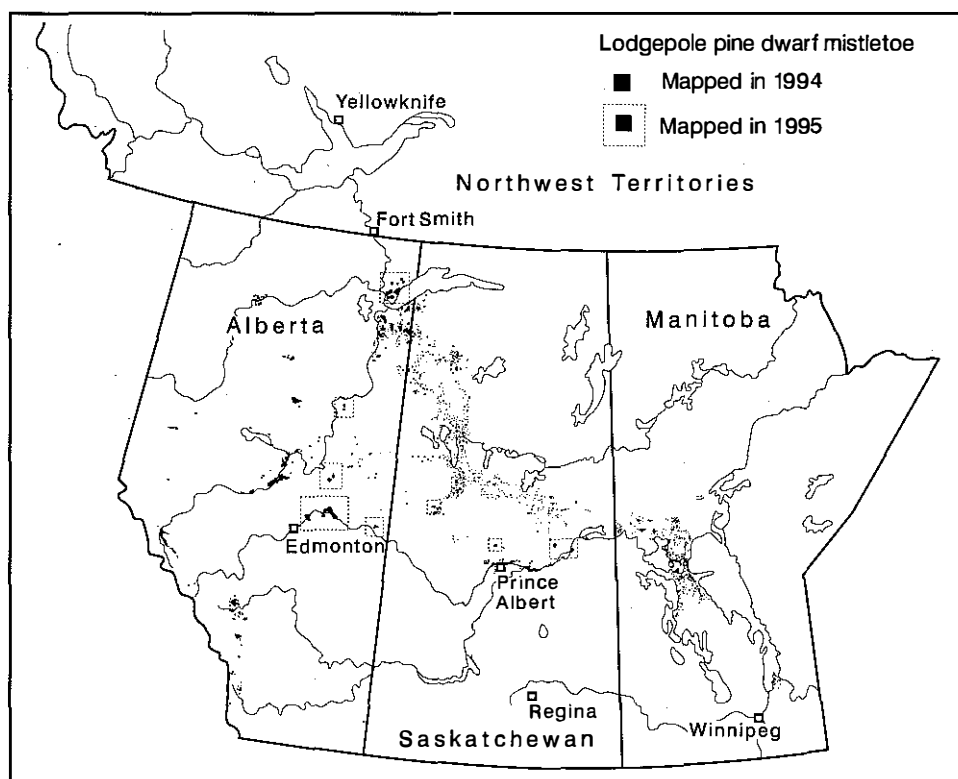 Lodgepole pine dwarf mistletoe
Mapped in 1994
Mapped in 1995
Yellowknife
Northwest Territories
Fort Smith
Alberta
Manitoba
Edmonton
Prince
Albert
Regina
Winnipeg
Saskatchewan